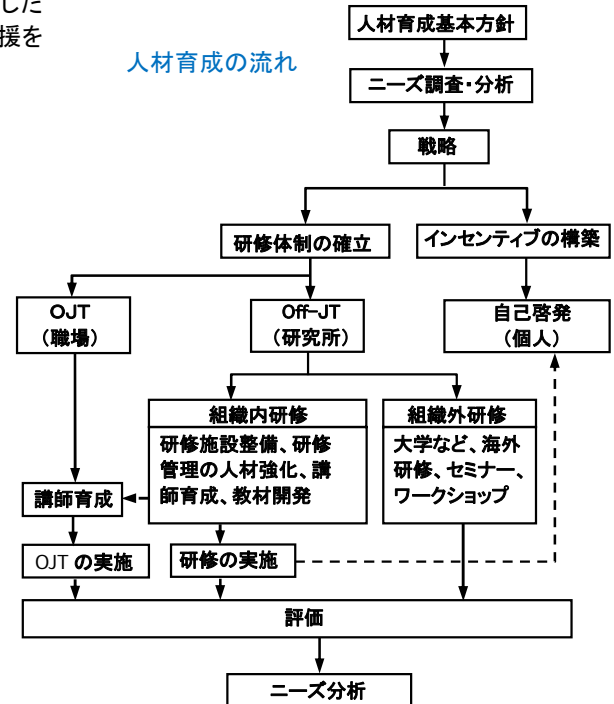 した
援を
人材育成の流れ
人材育成基本方針
ニーズ調査・分析
戦略
研修体制の確立
インセンティブの構築
OJT
（職場）
Off-JT
（研究所）
自己啓発
（個人）
組織内研修
研修施設整備、研修
管理の人材強化、講
師育成、教材開発
組織外研修
大学など、海外
研修、セミナー、
ワークショップ
講師育成
OJT の実施
研修の実施
評価
ニーズ分析